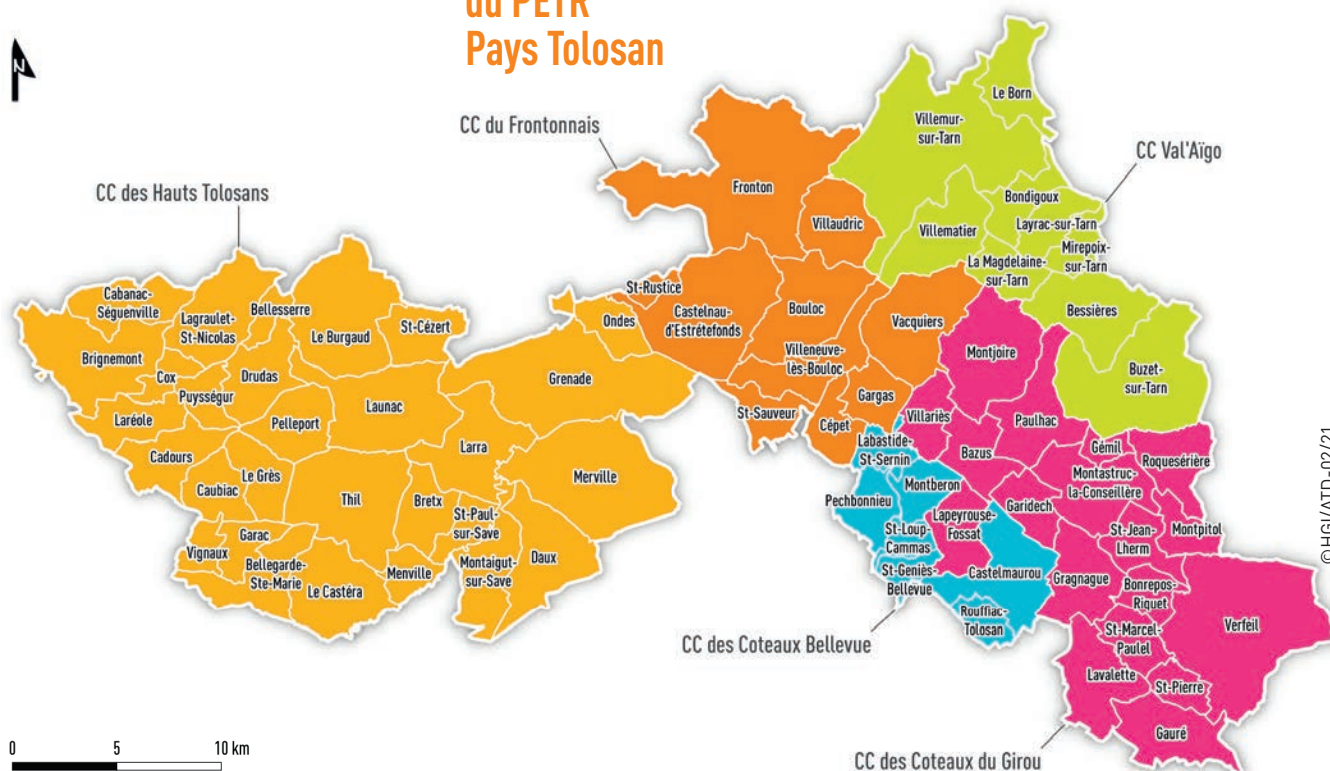 du PETR
Pays Tolosan
N
CC du Frontonnais
CC Val'Aïgo
CC des Hauts Tolosans
Le Born
Villemur-
sur-Tarn
Fronton
Bondigoux
Villaudric
Villematier
Layrac-sur-Tarn
Mirepoix-
sur-Tarn
La Magdelaine-
sur-Tarn
St-Rustice
Cabanac-
Séguenville
Bellesserre
Lagraulet-
St-Nicolas
Le Burgaud
St-Cézert
Ondes
Castelnau-
d'Estrétefonds
Bouloc
Vacquiers
Bessières
Brignemont
Montjoire
Villeneuve-
lès-Bouloc
Buzet-
sur-Tarn
Cox
Drudas
Grenade
Puysségur
Gargas
Launac
Laréole
Pelleport
St-Sauveur
Cépet
Villariès
Paulhac
Labastide-
St-Sernin
Larra
Bazus
Gémil
Roquesérière
Cadours
Montastruc-
la-Conseillère
Le Grès
Merville
Caubiac
Montberon
Thil
Bretx
Pechbonnieu
Garidech
Lapeyrouse-
Fossat
St-Paul-
sur-Save
St-Loup-
Cammas
St-Jean-
Lherm
Montpitol
Garac
Vignaux
Daux
Bellegarde-
Ste-Marie
Menville
Montaigut-
sur-Save
St-Geniès-
Bellevue
Castelmaurou
Gragnague
Le Castéra
Bonrepos-
Riquet
Rouffiac-
Tolosan
St-Marcel-
Paulel
Verfeil
CC des Coteaux Bellevue
Lavalette
St-Pierre
Gauré
CC des Coteaux du Girou
0 5 10 km
©HGI/ATD-02/21